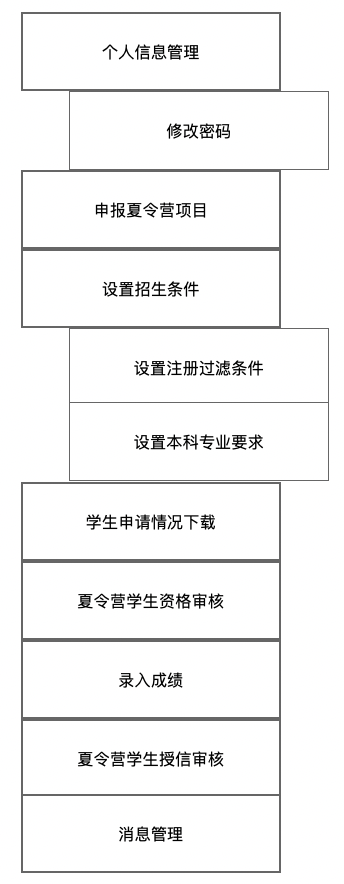 个人信息管理
修改密码
申报夏令营项目
设置招生条件
设置注册过滤条件
设置本科专业要求
学生申请情况下载
夏令营学生资格审核
录入成绩
夏令营学生授信审核
消息管理